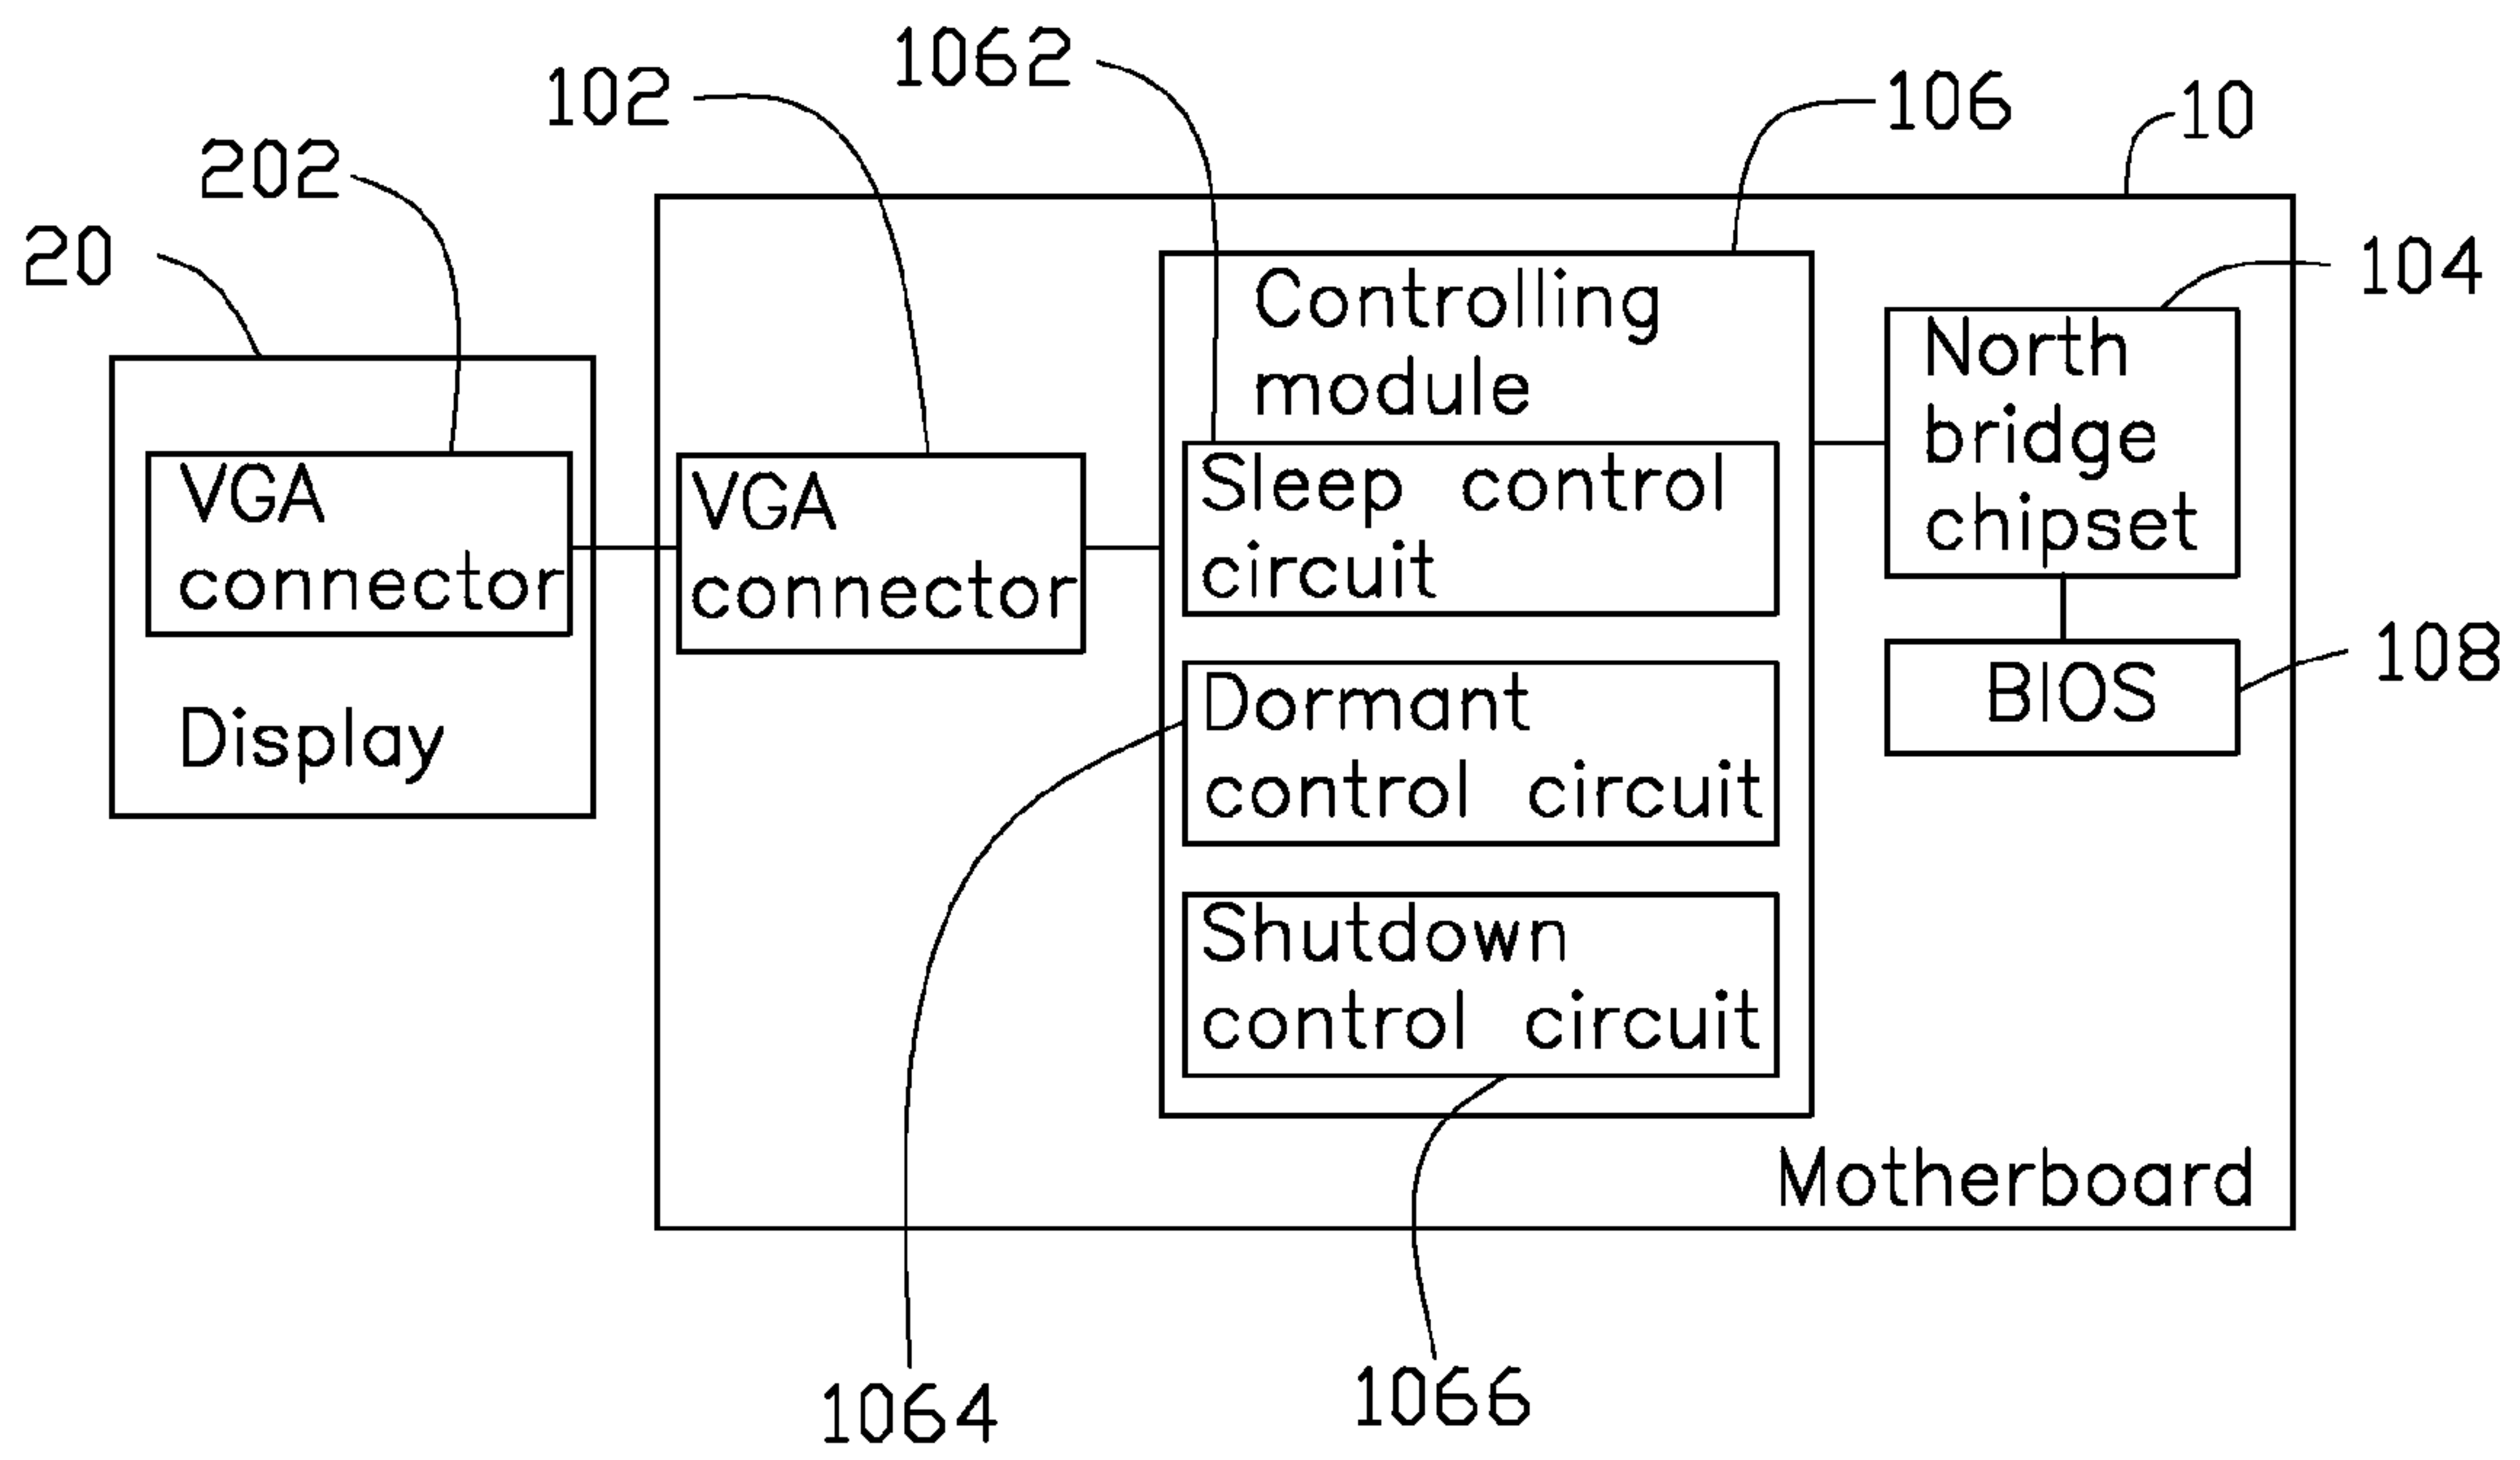 1062
102
106
10
202
20
104
Controlling
module
North
bridge
chipset
VGA
connector
VGA
connector
Sleep control
circuit
108
BIOS
Display
Dormant
control circuit
Shutdown
control circuit
Motherboard
1064
1066